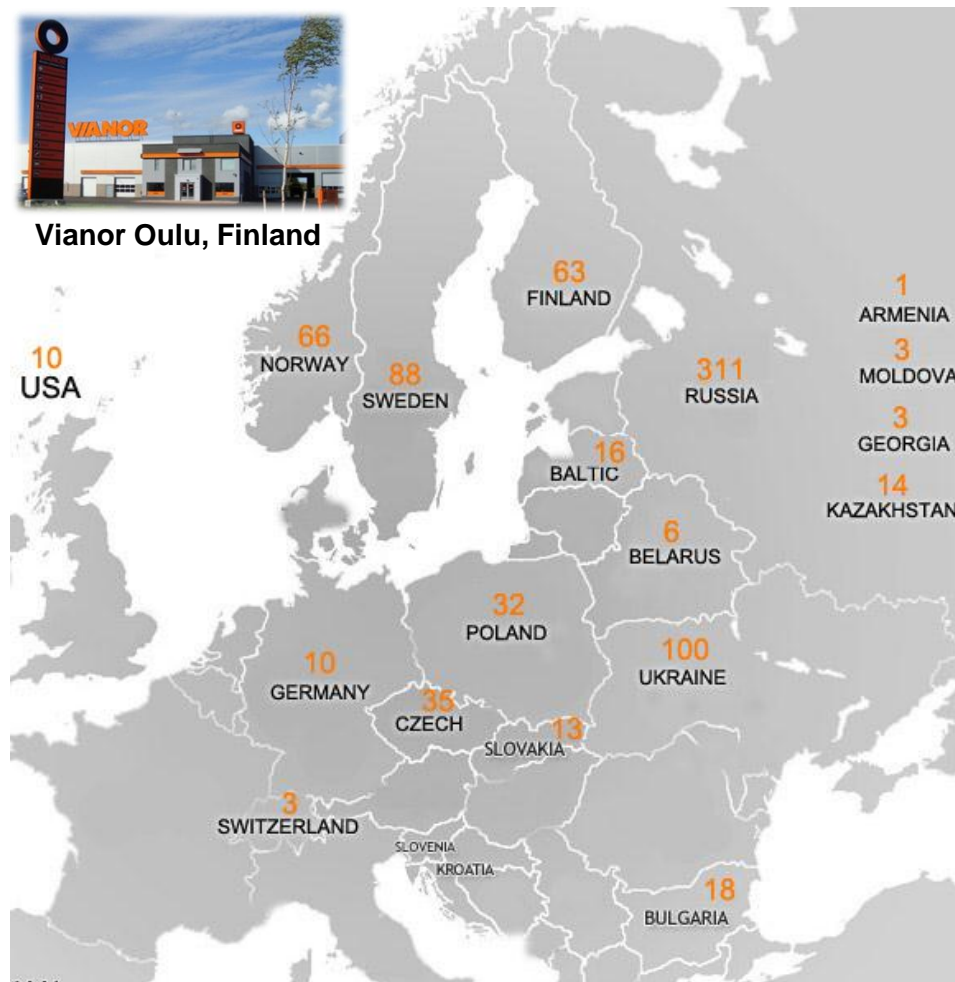 VIANOR
Vianor Oulu, Finland
63
FINLAND
1
ARMENIA
66
NORWAY
10
USA
88
SWEDEN
311
RUSSIA
3
MOLDOVA
3
GEORGIA
16
BALTIC
14
KAZAKHSTAN
6
BELARUS
32
POLAND
10
GERMANY
100
UKRAINE
35
CZECH
13
SLOVAKIA
3
SWITZERLAND
SLOVENIA
KROATIA
18
BULGARIA